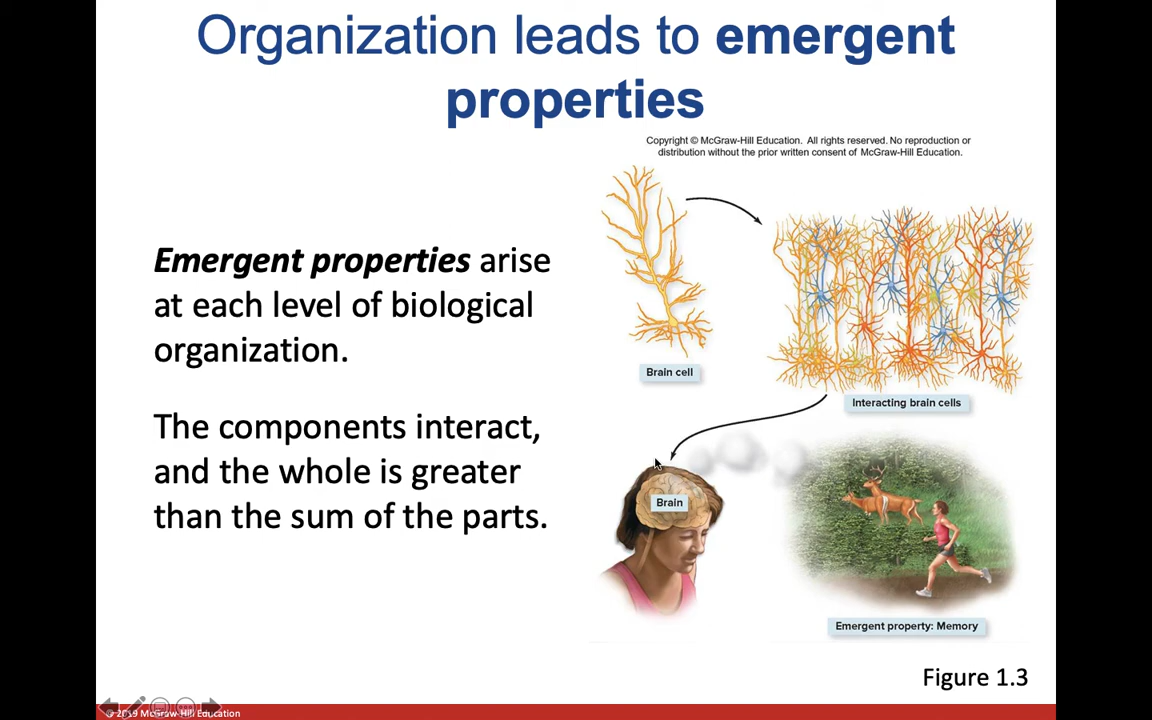 Organization leads to emergent
properties
Copyright © McGraw-Hill Education. All rights reserved. No reproduction or
distribution without the prior written consent of McGraw-Hill Education.
Emergent properties arise
at each level of biological
organization.
The components interact,
and the whole is greater
than the sum of the parts.
Brain cell
Interacting brain cells
Brain
Emergent property: Memory
Figure 1.3
© 2019 McGraw-Hill Education